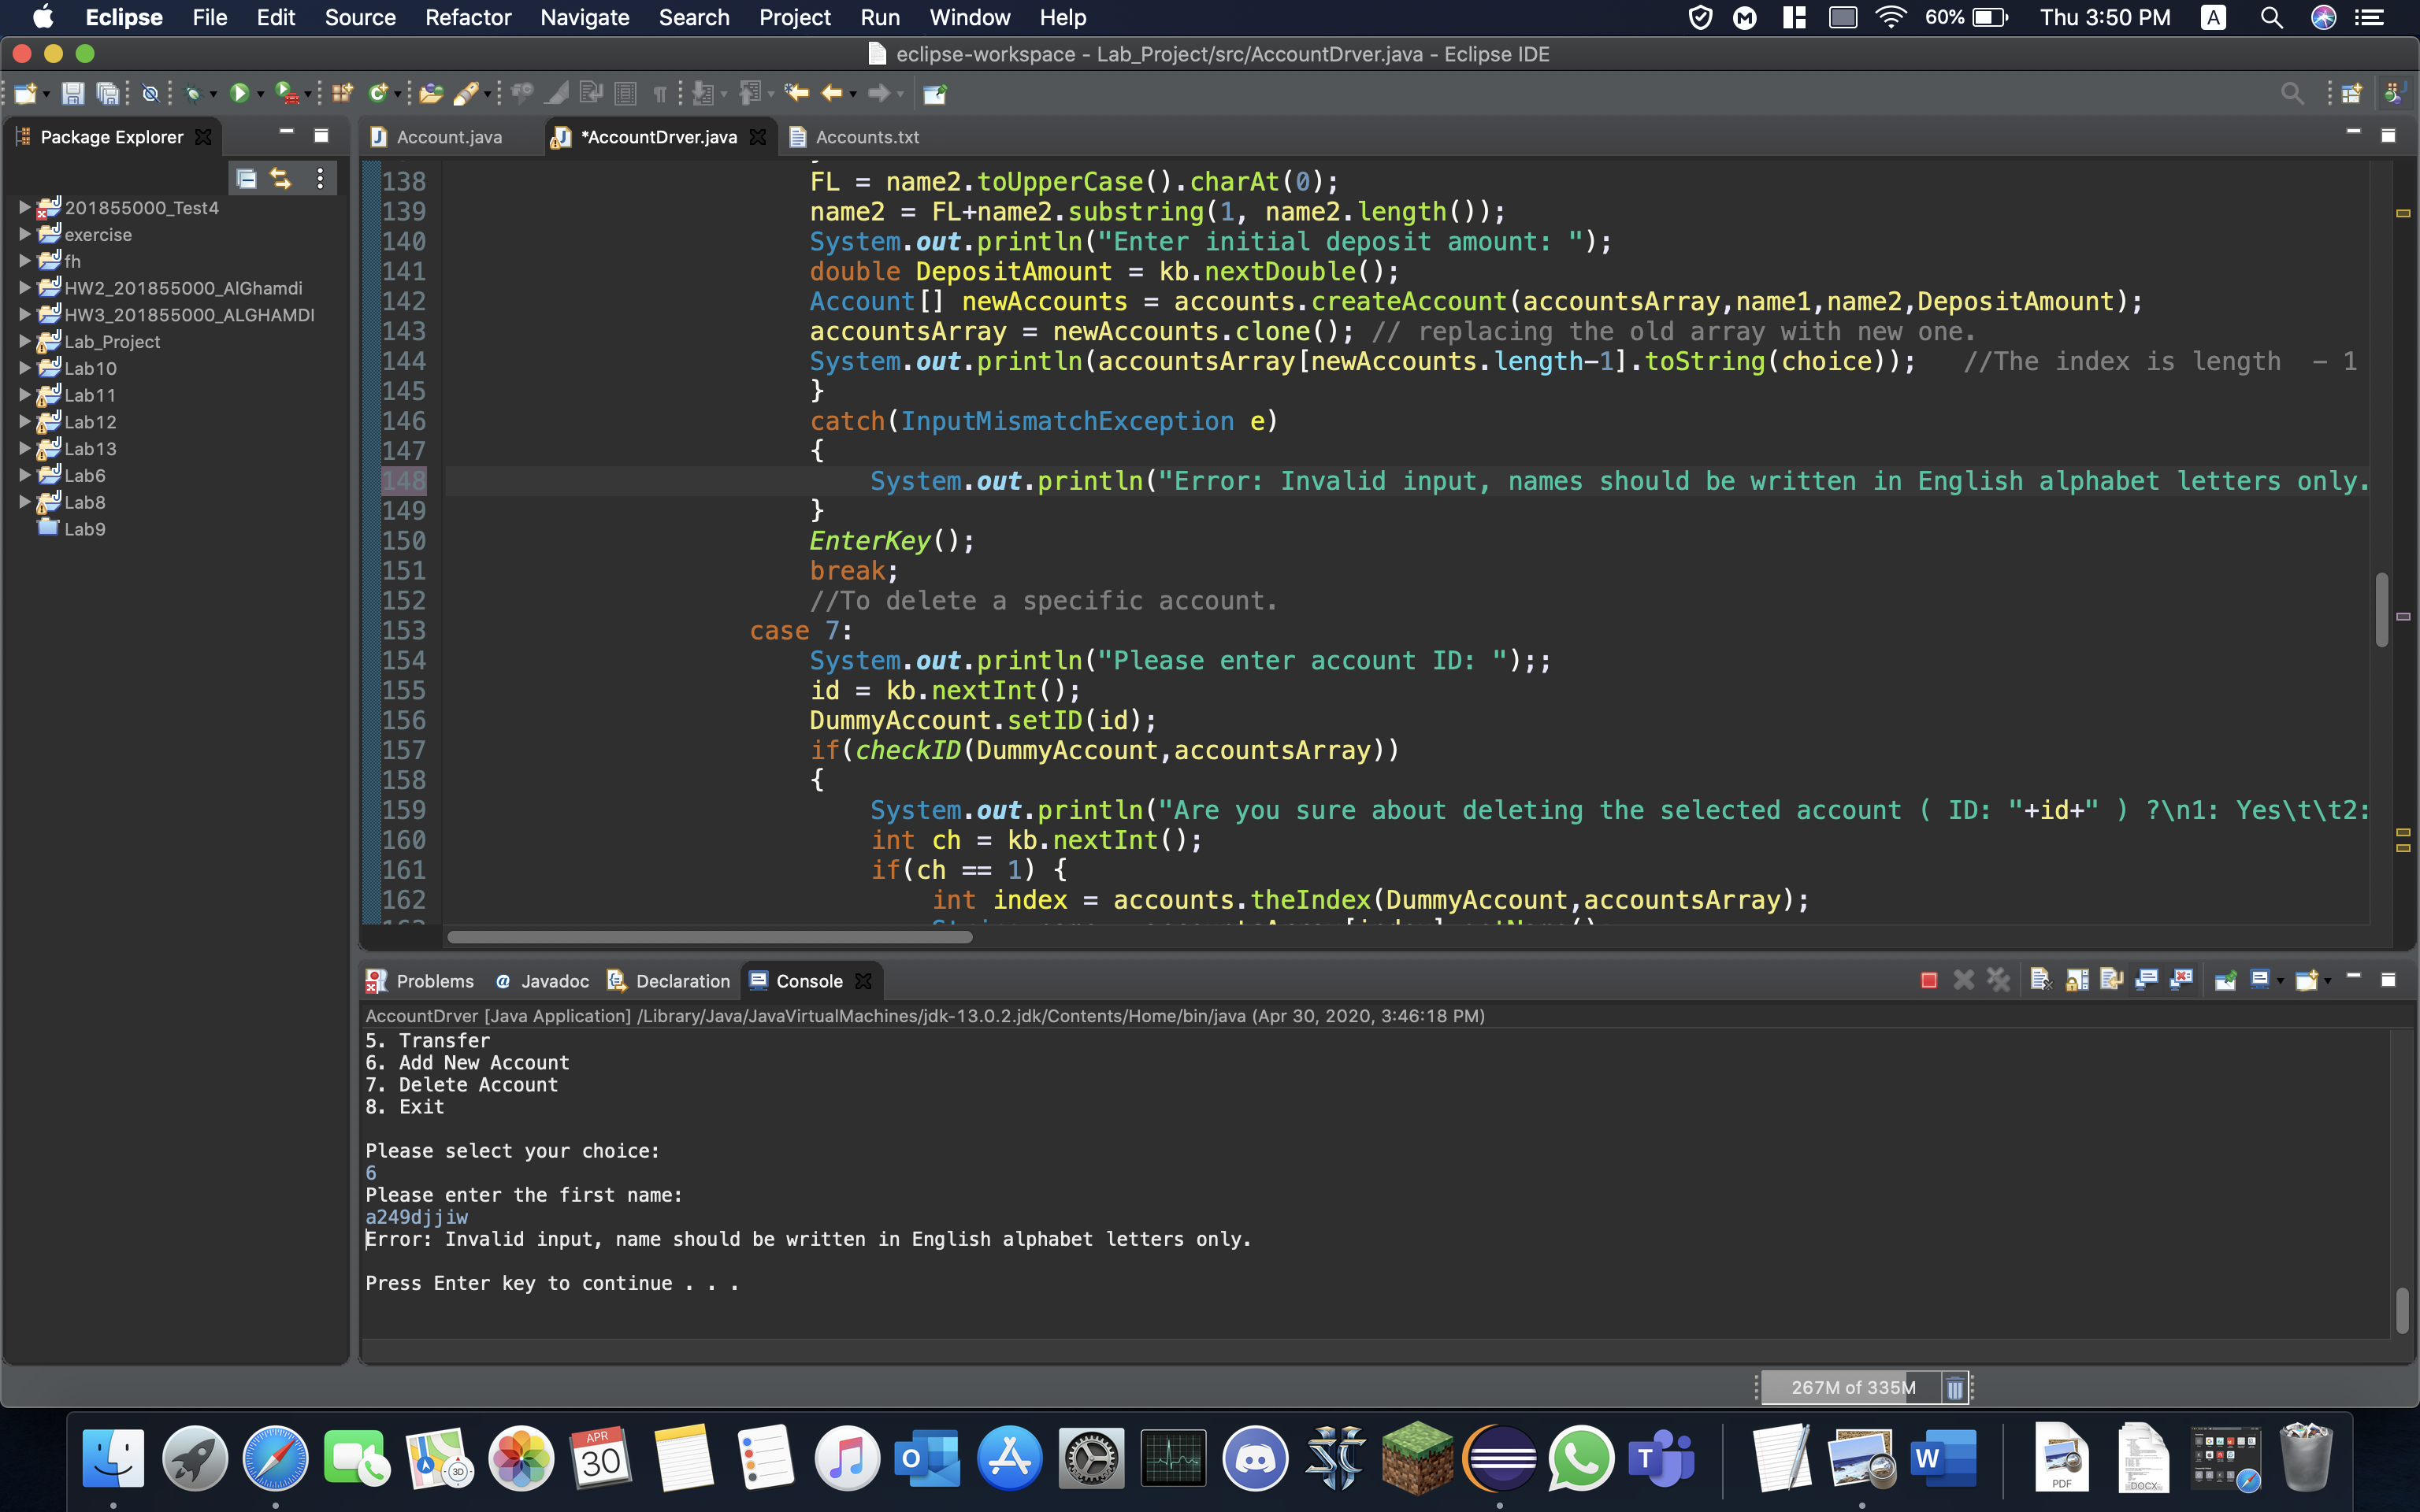 Eclipse File Edit Source Refactor Navigate Search Project Run Window Help 60% Thu 3:50 PM A
eclipse-workspace - Lab_Project/src/AccountDrver.java - Eclipse IDE
Package Explorer
201855000_Test4
exercise
fh
HW2_201855000_AlGhamdi
HW3_201855000_ALGHAMDI
Lab_Project
Lab10
Lab11
Lab12
Lab13
Lab6
Lab8
Lab9
Account.java *AccountDrver.java Accounts.txt
138 FL = name2.toUpperCase().charAt(0);
139 name2 = FL+name2.substring(1, name2.length());
140 System.out.println("Enter initial deposit amount: ");
141 double DepositAmount = kb.nextDouble();
142 Account[] newAccounts = accounts.createAccount(accountsArray,name1,name2,DepositAmount);
143 accountsArray = newAccounts.clone(); // replacing the old array with new one.
144 System.out.println(accountsArray[newAccounts.length-1].toString(choice)); //The index is length - 1
145 }
146 catch(InputMismatchException e)
147 {
148 System.out.println("Error: Invalid input, names should be written in English alphabet letters only.
149 }
150 EnterKey();
151 break;
152 //To delete a specific account.
153 case 7:
154 System.out.println("Please enter account ID: ");;
155 id = kb.nextInt();
156 DummyAccount.setID(id);
157 if(checkID(DummyAccount,accountsArray))
158 {
159 System.out.println("Are you sure about deleting the selected account ( ID: "+id+" ) ?\n1: Yes\t\t2:
160 int ch = kb.nextInt();
161 if(ch == 1) {
162 int index = accounts.theIndex(DummyAccount,accountsArray);
Problems @ Javadoc Declaration Console
AccountDrver [Java Application] /Library/Java/JavaVirtualMachines/jdk-13.0.2.jdk/Contents/Home/bin/java (Apr 30, 2020, 3:46:18 PM)
5. Transfer
6. Add New Account
7. Delete Account
8. Exit
Please select your choice:
6
Please enter the first name:
a249djjiw
Error: Invalid input, name should be written in English alphabet letters only.
Press Enter key to continue . . .
267M of 335M
APR
30
3D
PDF
DOCX